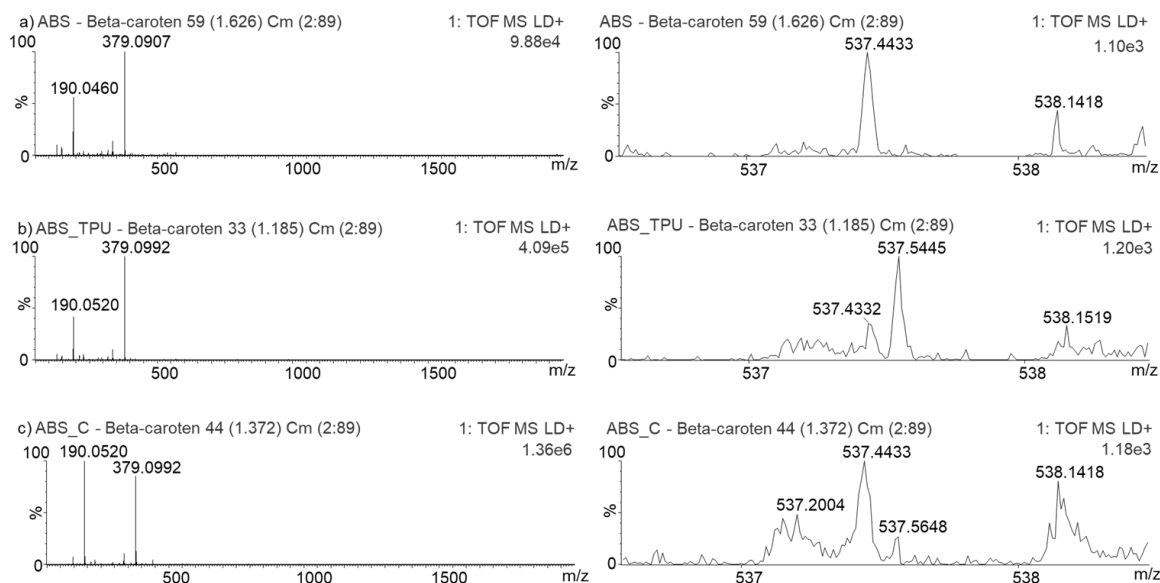 a) ABS - Beta-caroten 59 (1.626) Cm (2:89) 1: TOF MS LD+
100 379.0907 9.88e4
190.0460
%
0
500 1000 1500 m/z
ABS - Beta-caroten 59 (1.626) Cm (2:89) 1: TOF MS LD+
100 537.4433 1.10e3
538.1418
%
0
537 538 m/z
b) ABS_TPU - Beta-caroten 33 (1.185) Cm (2:89) 1: TOF MS LD+
100 379.0992 4.09e5
190.0520
%
0
500 1000 1500 m/z
ABS_TPU - Beta-caroten 33 (1.185) Cm (2:89) 1: TOF MS LD+
100 537.5445 1.20e3
537.4332 538.1519
%
0
537 538 m/z
c) ABS_C - Beta-caroten 44 (1.372) Cm (2:89) 1: TOF MS LD+
100 190.0520 1.36e6
379.0992
%
0
500 1000 1500 m/z
ABS_C - Beta-caroten 44 (1.372) Cm (2:89) 1: TOF MS LD+
100 537.4433 1.18e3
538.1418
537.2004 537.5648
%
0
537 538 m/z